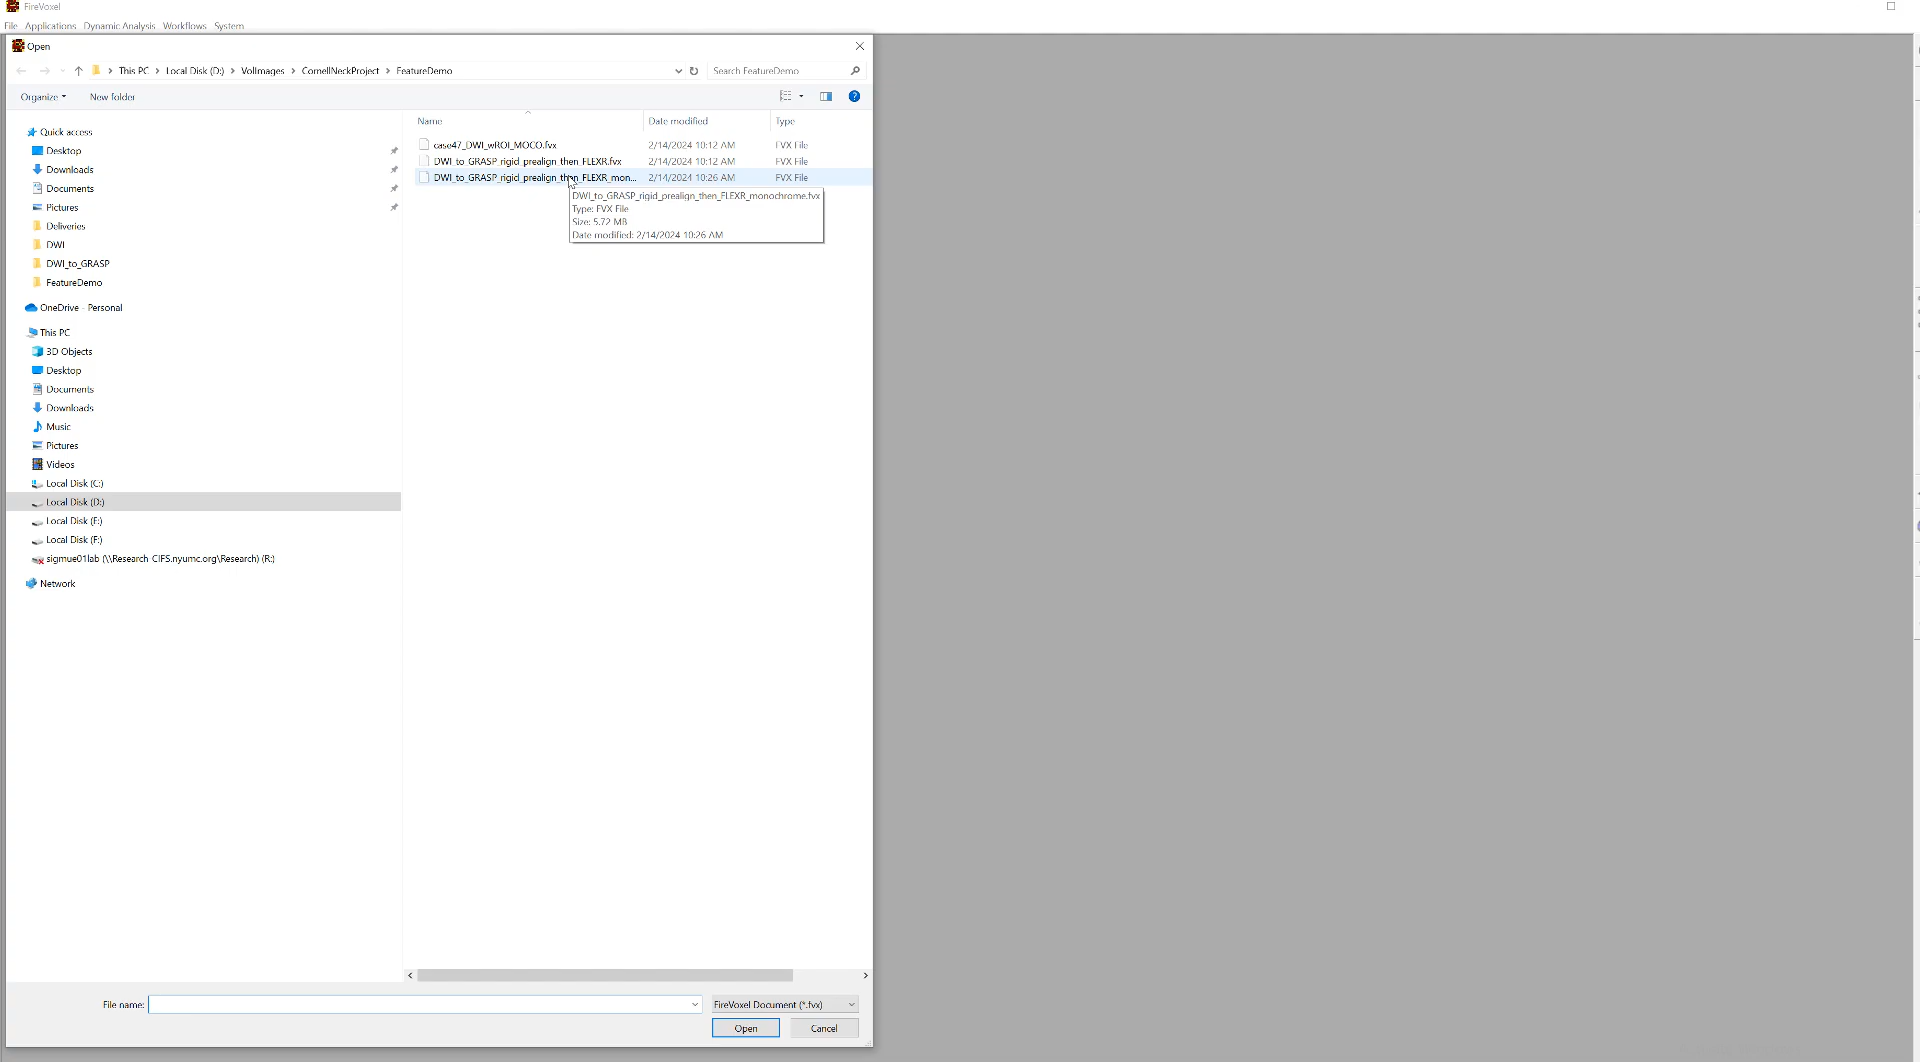 FireVoxel
File Applications Dynamic Analysis Workflows System
Open
This PC > Local Disk (D:) > VolImages > CornellNeckProject > FeatureDemo
Search FeatureDemo
Organize New folder
Name Date modified Type
case47_DWI_wROI_MOCO.fvx 2/14/2024 10:12 AM FVX File
DWI_to_GRASP_rigid_prealign_then_FLEXR.fvx 2/14/2024 10:12 AM FVX File
DWI_to_GRASP_rigid_prealign_then_FLEXR_mon... 2/14/2024 10:26 AM FVX File
DWI_to_GRASP_rigid_prealign_then_FLEXR_monochrome.fvx
Type: FVX File
Size: 5.72 MB
Date modified: 2/14/2024 10:26 AM
Quick access
Desktop
Downloads
Documents
Pictures
Deliveries
DWI
DWI_to_GRASP
FeatureDemo
OneDrive - Personal
This PC
3D Objects
Desktop
Documents
Downloads
Music
Pictures
Videos
Local Disk (C:)
Local Disk (D:)
Local Disk (E:)
Local Disk (F:)
sigmue01lab (\\Research-CIFS.nyumc.org\Research) (R:)
Network
File name:
FireVoxel Document (*.fvx)
Open Cancel